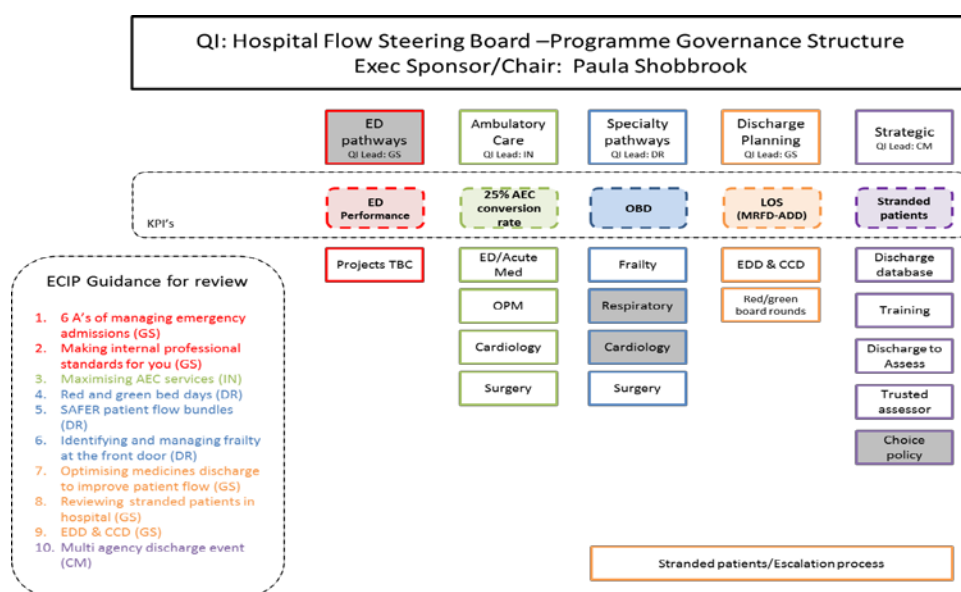 QI: Hospital Flow Steering Board –Programme Governance Structure
Exec Sponsor/Chair: Paula Shobbrook
ED
pathways
QI Lead: GS
Ambulatory
Care
QI Lead: IN
Specialty
pathways
QI Lead: DR
Discharge
Planning
QI Lead: GS
Strategic
QI Lead: CM
KPI's
ED
Performance
25% AEC
conversion
rate
OBD
LOS
(MRFD-ADD)
Stranded
patients
Projects TBC
ED/Acute
Med
OPM
Cardiology
Surgery
Frailty
Respiratory
Cardiology
Surgery
EDD & CCD
Red/green
board rounds
Discharge
database
Training
Discharge to
Assess
Trusted
assessor
Choice
policy
ECIP Guidance for review
1. 6 A's of managing emergency
admissions (GS)
2. Making internal professional
standards for you (GS)
3. Maximising AEC services (IN)
4. Red and green bed days (DR)
5. SAFER patient flow bundles
(DR)
6. Identifying and managing frailty
at the front door (DR)
7. Optimising medicines discharge
to improve patient flow (GS)
8. Reviewing stranded patients in
hospital (GS)
9. EDD & CCD (GS)
10. Multi agency discharge event
(CM)
Stranded patients/Escalation process